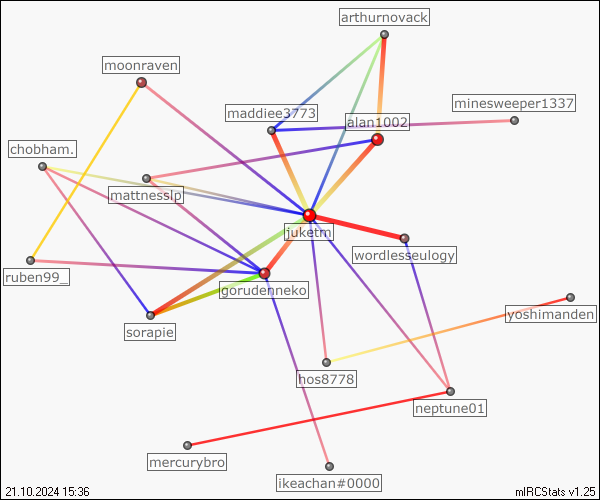 arthurnovack
moonraven
minesweeper1337
maddiee3773
alan1002
chobham.
mattnesslp
juketm
wordlesseulogy
ruben99_
gorudenneko
yoshimanden
sorapie
hos8778
neptune01
mercurybro
ikeachan#0000
21.10.2024 15:36
mIRCStats v1.25